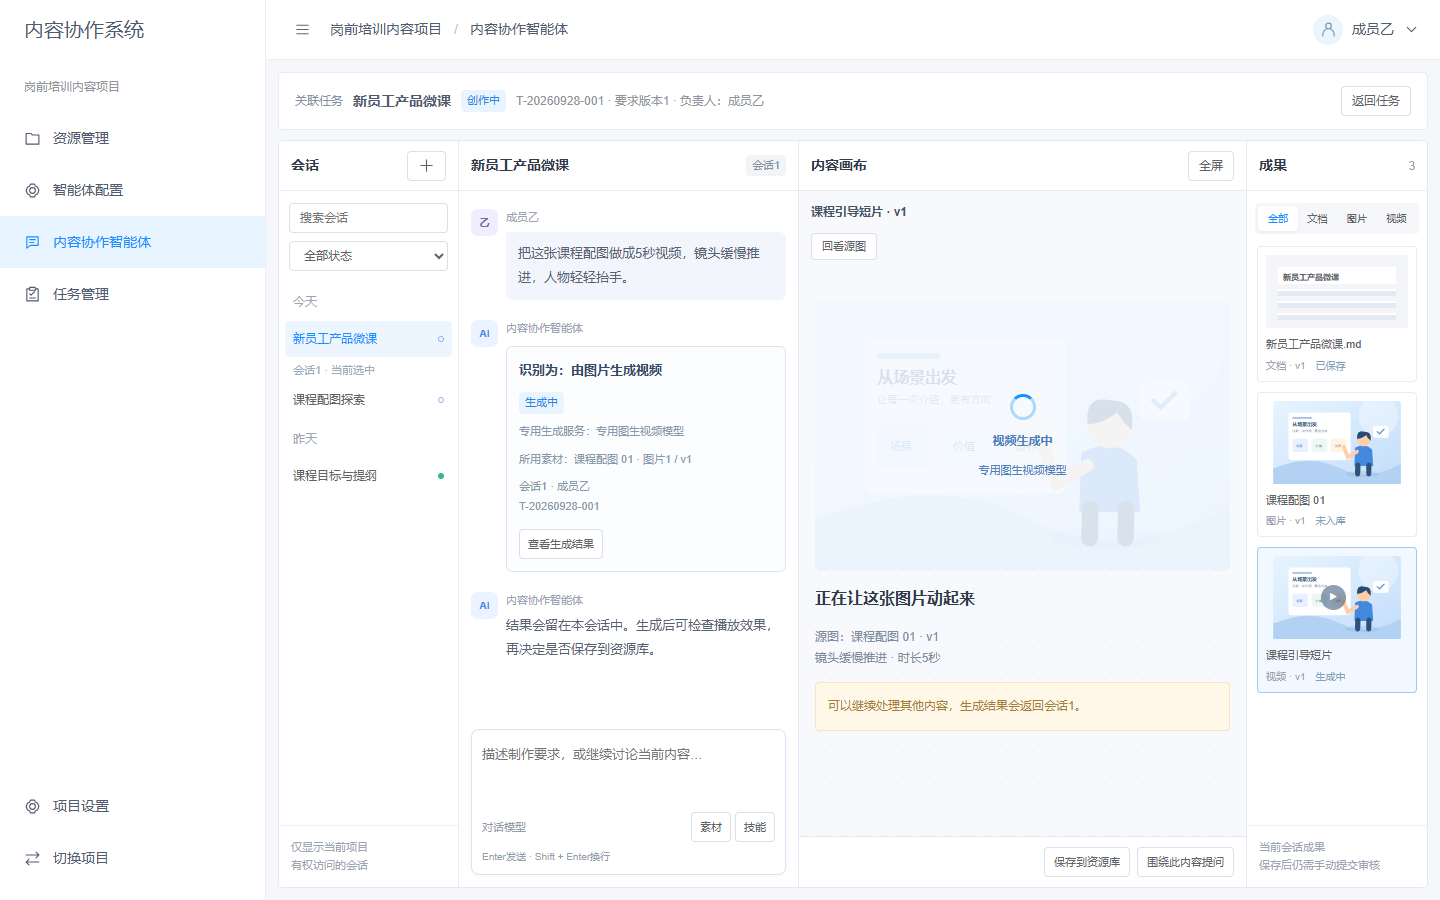 内容协作系统
岗前培训内容项目
资源管理
智能体配置
内容协作智能体
任务管理
项目设置
切换项目
岗前培训内容项目 / 内容协作智能体
成员乙
关联任务 新员工产品微课 创作中 T-20260928-001 · 要求版本1 · 负责人：成员乙
返回任务
会话
搜索会话
全部状态
今天
新员工产品微课
会话1 · 当前选中
课程配图探索
昨天
课程目标与提纲
仅显示当前项目
有权访问的会话
新员工产品微课 会话1
乙 成员乙
把这张课程配图做成5秒视频，镜头缓慢推
进，人物轻轻抬手。
AI 内容协作智能体
识别为：由图片生成视频
生成中
专用生成服务：专用图生视频模型
所用素材：课程配图 01 · 图片1 / v1
会话1 · 成员乙
T-20260928-001
查看生成结果
AI 内容协作智能体
结果会留在本会话中。生成后可检查播放效果，
再决定是否保存到资源库。
描述制作要求，或继续讨论当前内容...
对话模型 素材 技能
Enter发送 · Shift + Enter换行
内容画布 全屏
课程引导短片 · v1
回看源图
从场景出发
让每一次介绍，更有方向
场景 价值
视频生成中
专用图生视频模型
正在让这张图片动起来
源图：课程配图 01 · v1
镜头缓慢推进 · 时长5秒
可以继续处理其他内容，生成结果会返回会话1。
保存到资源库 围绕此内容提问
成果 3
全部 文档 图片 视频
新员工产品微课
新员工产品微课.md
文档 · v1 已保存
从场景出发
课程配图 01
图片 · v1 未入库
从场景出发
课程引导短片
视频 · v1 生成中
当前会话成果
保存后仍需手动提交审核